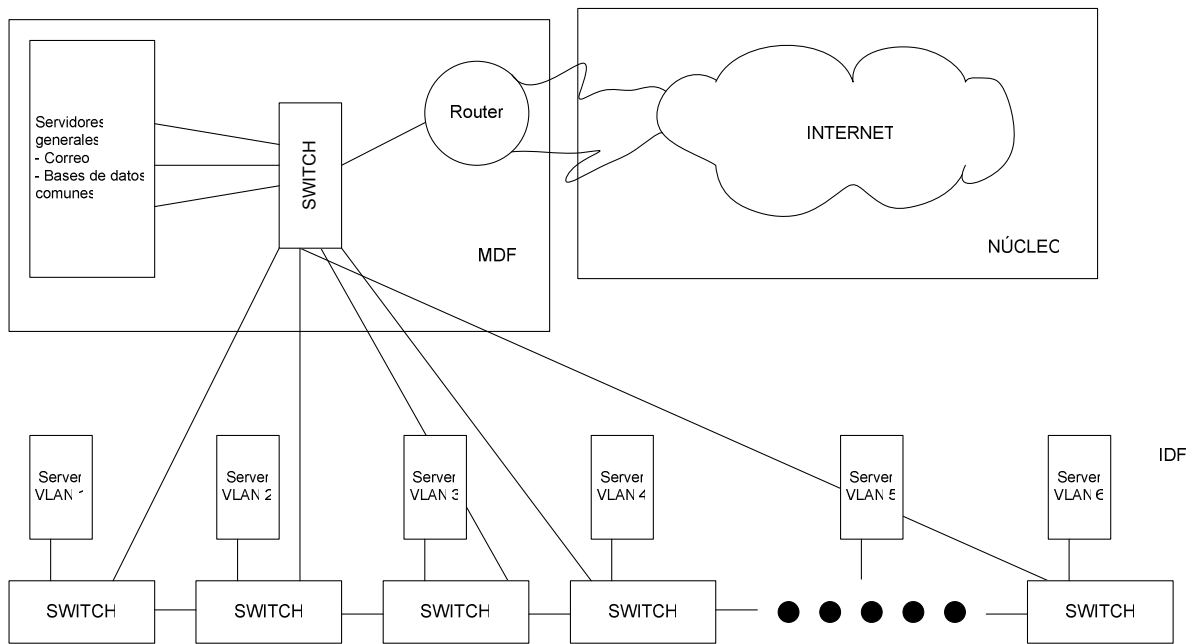 Servidores
generales
- Correo
- Bases de datos
comunes
SWITCH
Router
MDF
INTERNET
NÚCLEO
IDF
Server
VLAN 1
Server
VLAN 2
Server
VLAN 3
Server
VLAN 4
Server
VLAN 5
Server
VLAN 6
SWITCH
SWITCH
SWITCH
SWITCH
SWITCH